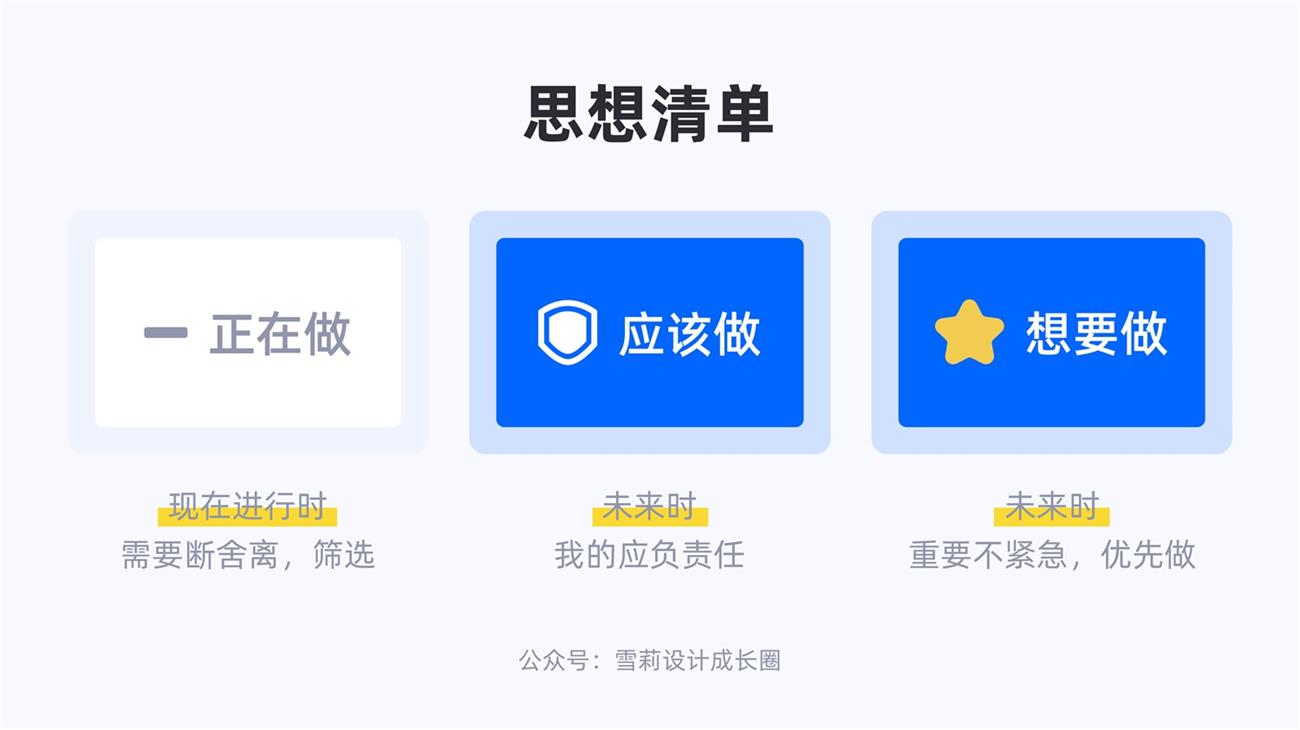 思想清单
正在做
应该做
想要做
现在进行时
需要断舍离，筛选
未来时
我的应负责任
未来时
重要不紧急，优先做
公众号：雪莉设计成长圈